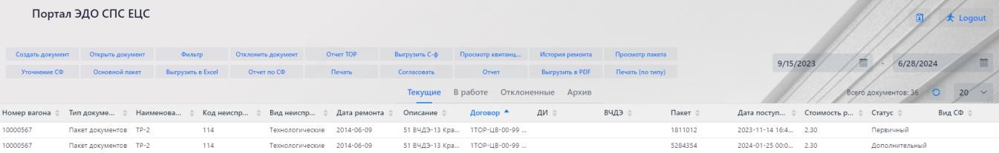 Портал ЭДО СПС ЕЦС
Logout
Создать документ Открыть документ Фильтр Отклонить документ Отчет ТОР Выгрузить С-ф Просмотр квитанц... История ремонта Просмотр пакета
Уточнение СФ Основной пакет Выгрузить в Excel Отчет по СФ Печать Согласовать Отчет Выгрузить в PDF Печать (по типу)
9/15/2023 - 6/28/2024
Текущие В работе Отклоненные Архив
Всего документов: 36 20
Номер вагона Тип докуме... Наименова... Код неиспр... Вид неиспр... Дата ремонта Описание Договор ДИ ВЧДЭ Пакет Дата поступ... Стоимость р... Статус Вид СФ
10000567 Пакет документов ТР-2 114 Технологические 2014-06-09 51 ВЧДЭ-13 Кра... 1ТОР-ЦВ-00-99 ... 1811012 2023-11-14 16:4... 2.30 Первичный
10000567 Пакет документов ТР-2 114 Технологические 2014-06-09 51 ВЧДЭ-13 Кра... 1ТОР-ЦВ-00-99 ... 5284354 2024-01-25 00:0... 2.30 Дополнительный